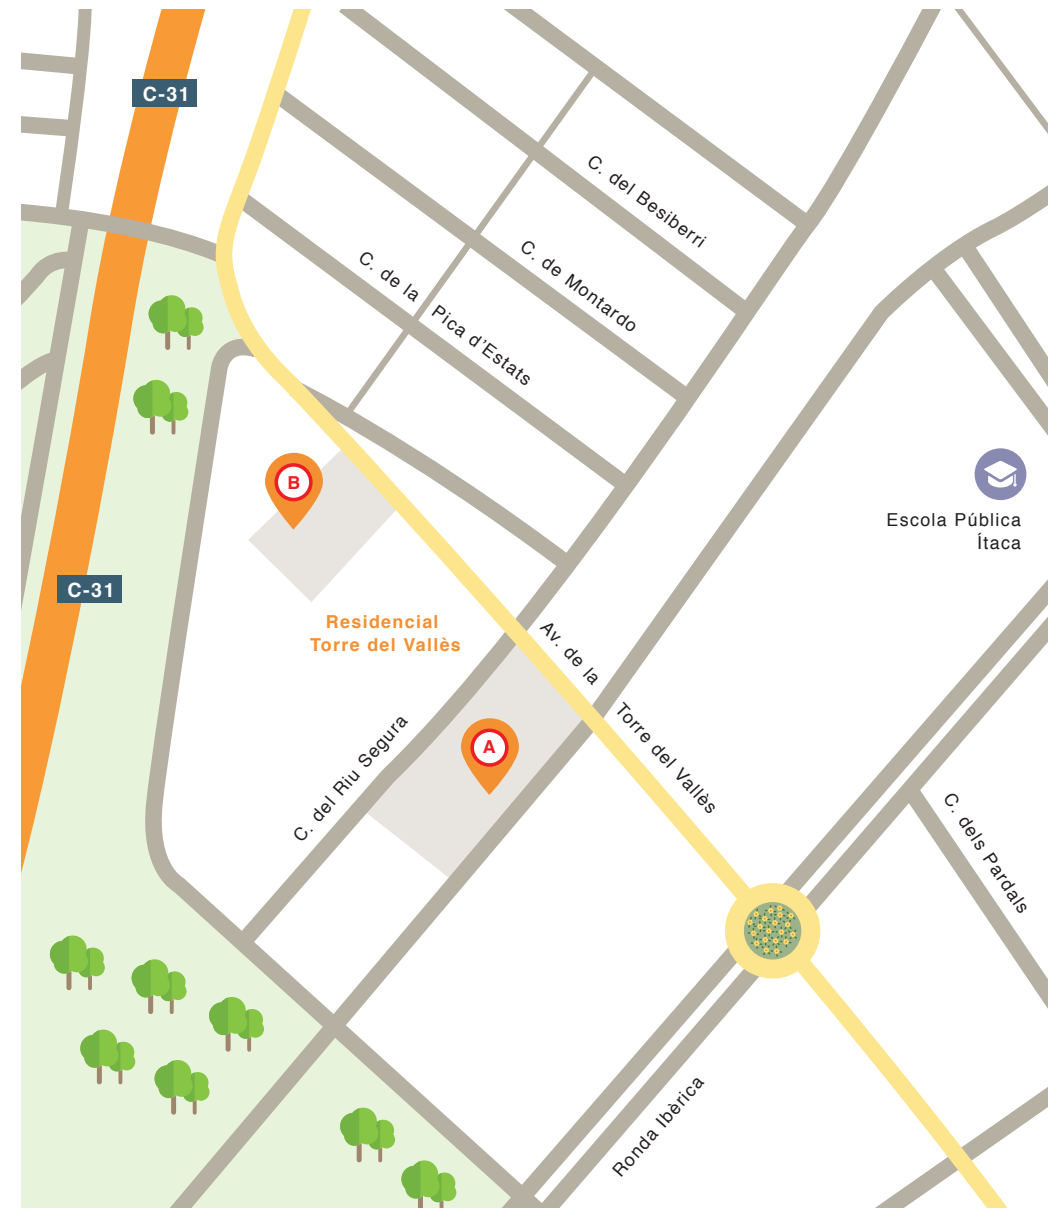 C-31
C. del Besiberri
C. de Montardo
C. de la Pica d’Estats
B
Escola Pública
Ítaca
C-31
Residencial
Torre del Vallès
Av. de la Torre del Vallès
A
C. del Riu Segura
C. dels Pardals
Ronda Ibèrica